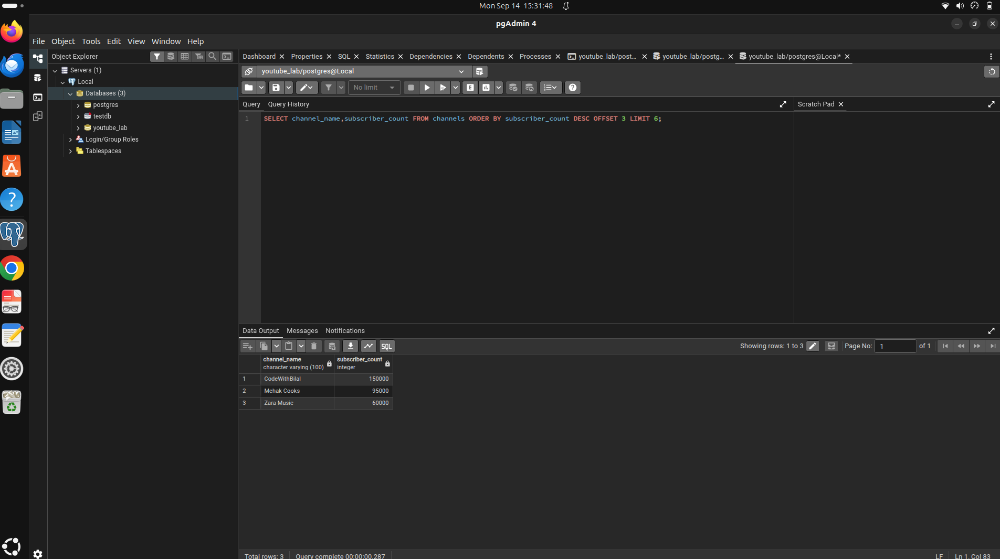 Mon Sep 14 15:31:48
pgAdmin 4
File Object Tools Edit View Window Help
Object Explorer
Dashboard Properties SQL Statistics Dependencies Dependents Processes youtube_lab/post... youtube_lab/postg... youtube_lab/postgres@Local*
Servers (1)
Local
Databases (3)
postgres
testdb
youtube_lab
Login/Group Roles
Tablespaces
youtube_lab/postgres@Local
No limit
E
Query Query History
Scratch Pad
1 SELECT channel_name,subscriber_count FROM channels ORDER BY subscriber_count DESC OFFSET 3 LIMIT 6;
Data Output Messages Notifications
SQL
Showing rows: 1 to 3
Page No: 1 of 1
channel_name subscriber_count
character varying (100) integer
1 CodeWithBilal 150000
2 Mehak Cooks 95000
3 Zara Music 60000
Total rows: 3 Query complete 00:00:00.287
LF Ln 1, Col 83